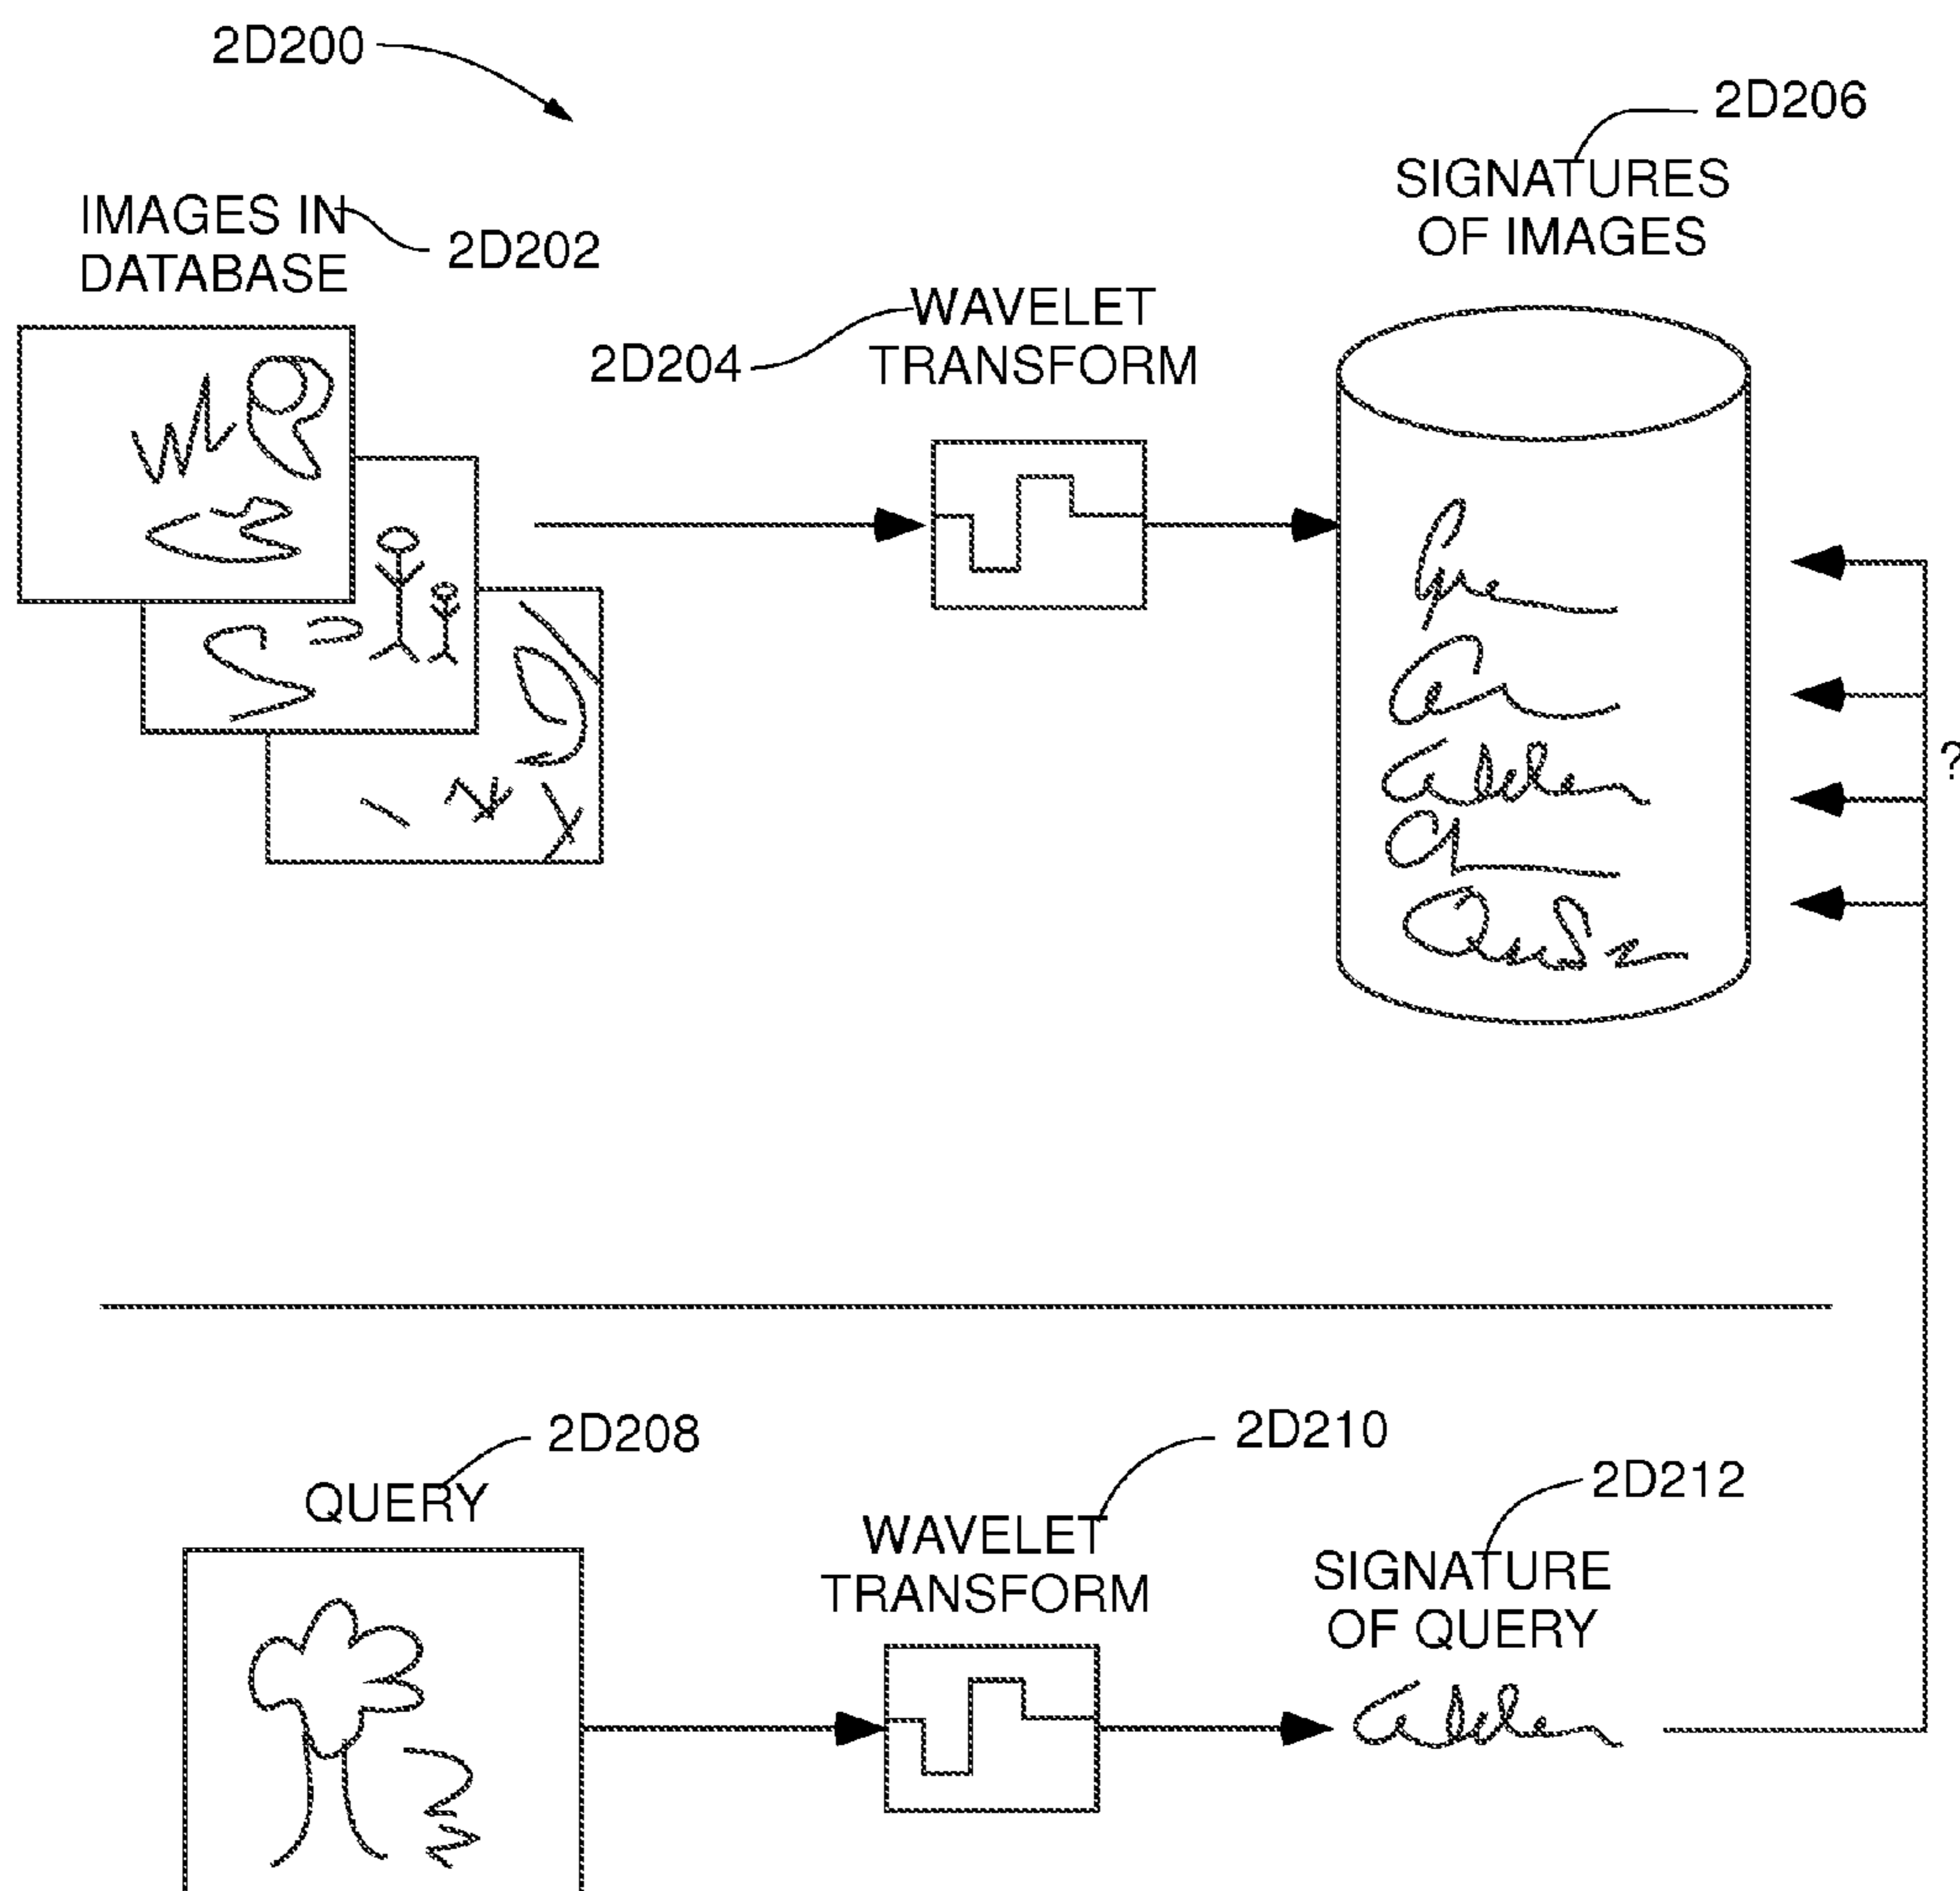 2D200
2D206
SIGNATURES
OF IMAGES
IMAGES IN
DATABASE
2D202
WAVELET
TRANSFORM
2D204
?
2D208
QUERY
2D210
WAVELET
TRANSFORM
2D212
SIGNATURE
OF QUERY